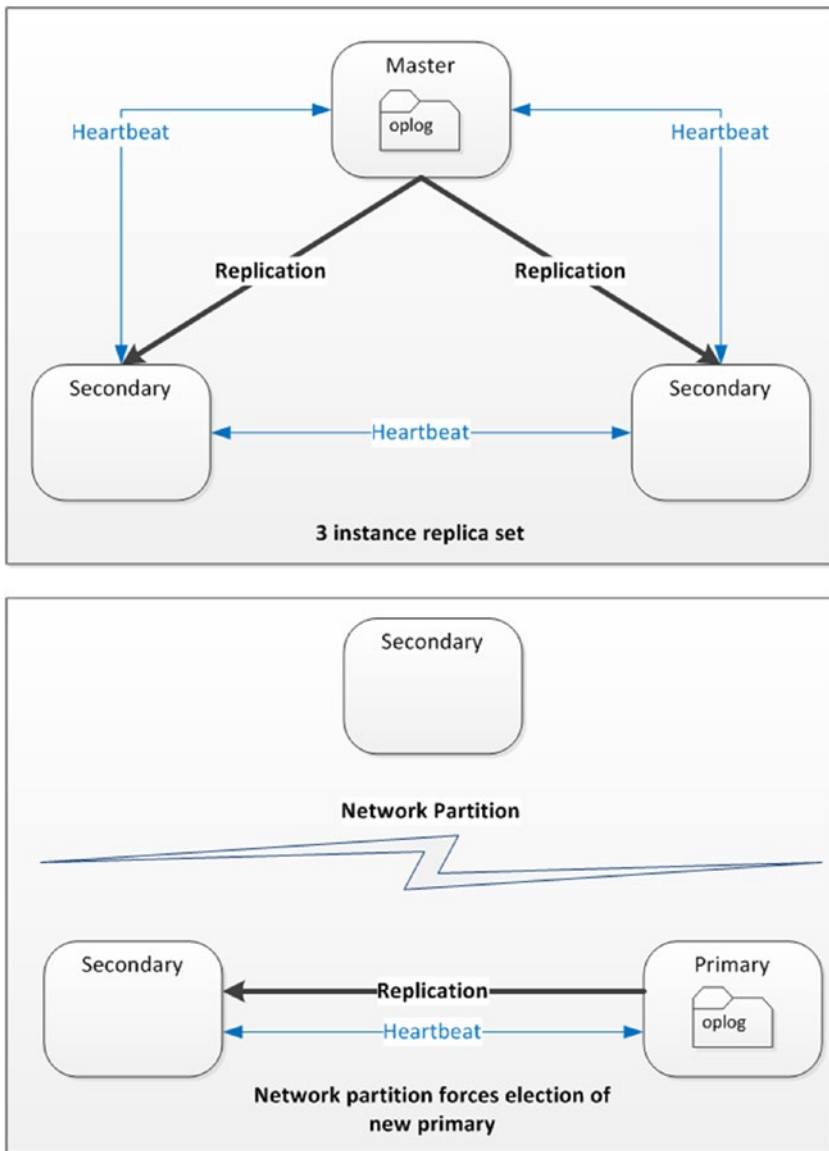 Master
oplog
Heartbeat
Heartbeat
Replication
Replication
Secondary
Secondary
Heartbeat
3 instance replica set
Secondary
Network Partition
Secondary
Primary
Replication
oplog
Heartbeat
Network partition forces election of
new primary